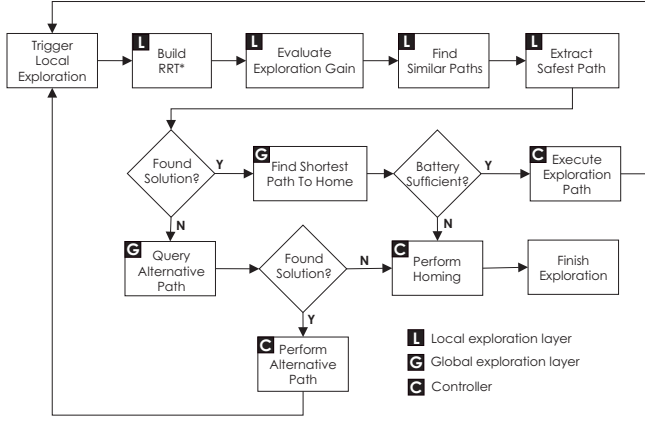 Trigger
Local
Exploration
L
Build
RRT*
L
Evaluate
Exploration Gain
L
Find
Similar Paths
L
Extract
Safest Path
Found
Solution?
Y
N
G
Find Shortest
Path To Home
Battery
Sufficient?
Y
N
C
Execute
Exploration
Path
G
Query
Alternative
Path
Found
Solution?
N
Y
C
Perform
Homing
Finish
Exploration
C
Perform
Alternative
Path
L Local exploration layer
G Global exploration layer
C Controller